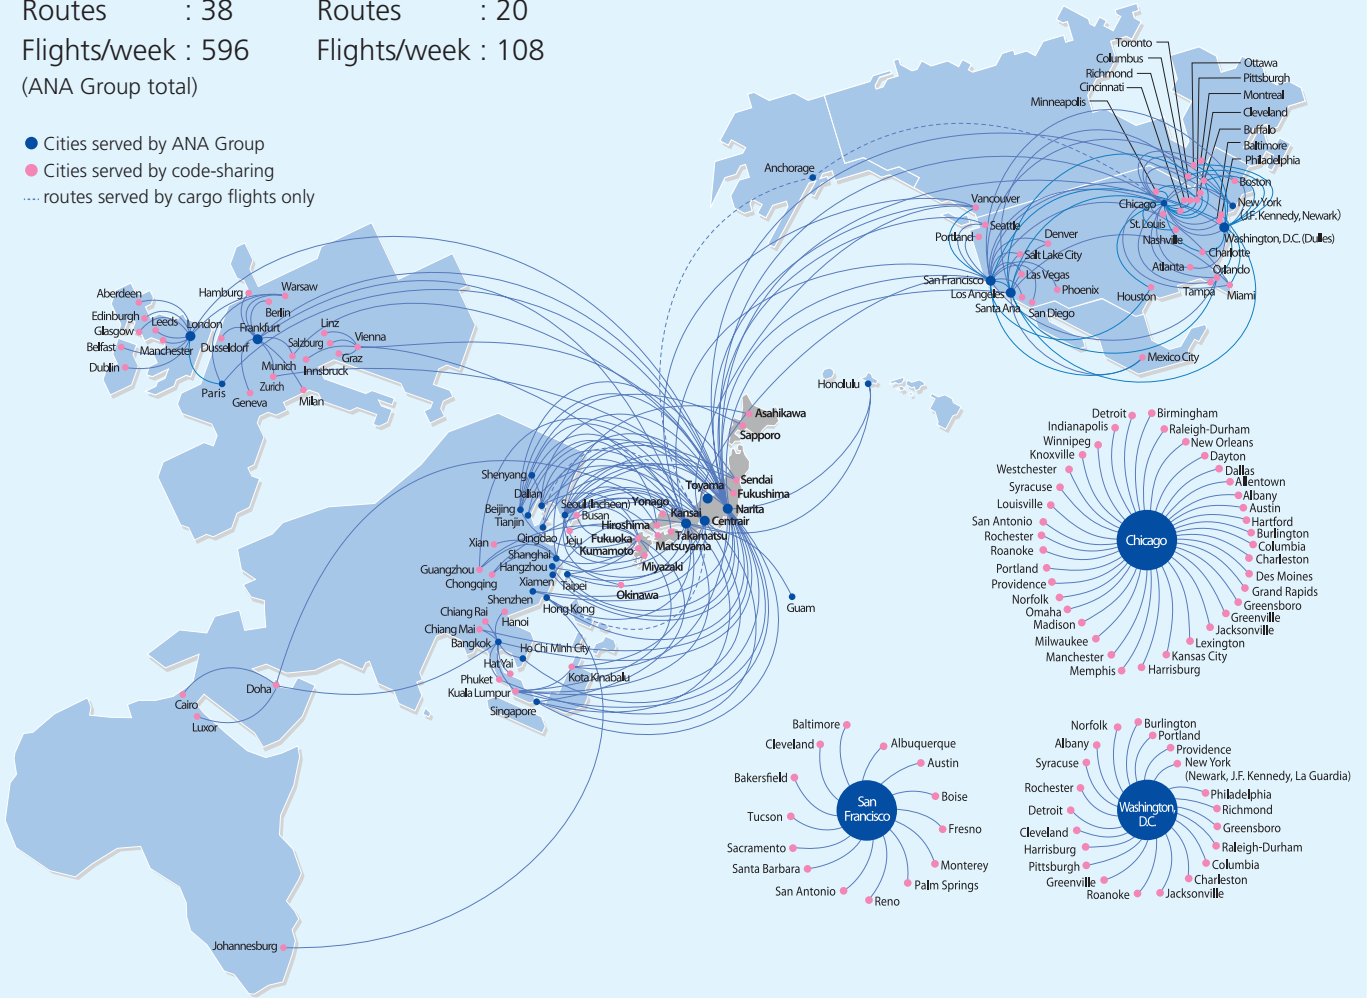 Routes : 38
Flights/week : 596
(ANA Group total)
Routes : 20
Flights/week : 108
Cities served by ANA Group
Cities served by code-sharing
routes served by cargo flights only
Aberdeen
Edinburgh
Glasgow
Leeds
Belfast
Manchester
Dublin
London
Hamburg
Warsaw
Berlin
Frankfurt
Dusseldorf
Linz
Salzburg
Vienna
Munich
Graz
Innsbruck
Zurich
Paris
Geneva
Milan
Shenyang
Dalian
Beijing
Tianjin
Seoul (Incheon)
Busan
Qingdao
Jeju
Xian
Shanghai
Hangzhou
Guangzhou
Chongqing
Xiamen
Taipei
Shenzhen
Hong Kong
Chiang Rai
Hanoi
Chiang Mai
Bangkok
Ho Chi Minh City
Hat Yai
Phuket
Kota Kinabalu
Kuala Lumpur
Singapore
Doha
Cairo
Luxor
Johannesburg
Asahikawa
Sapporo
Sendai
Fukushima
Toyama
Yonago
Kansai
Narita
Centrair
Hiroshima
Takamatsu
Fukuoka
Matsuyama
Kumamoto
Miyazaki
Okinawa
Guam
Honolulu
Anchorage
Vancouver
Seattle
Portland
Denver
Salt Lake City
San Francisco
Las Vegas
Los Angeles
Phoenix
Santa Ana
San Diego
Mexico City
Toronto
Columbus
Richmond
Cincinnati
Minneapolis
Ottawa
Pittsburgh
Montreal
Cleveland
Buffalo
Baltimore
Philadelphia
Boston
Chicago
New York
(J.F. Kennedy, Newark)
St. Louis
Nashville
Washington, D.C. (Dulles)
Charlotte
Atlanta
Orlando
Houston
Tampa
Miami
Chicago
Detroit
Indianapolis
Winnipeg
Knoxville
Westchester
Syracuse
Louisville
San Antonio
Rochester
Roanoke
Portland
Providence
Norfolk
Omaha
Madison
Milwaukee
Manchester
Memphis
Birmingham
Raleigh-Durham
New Orleans
Dayton
Dallas
Allentown
Albany
Austin
Hartford
Burlington
Columbia
Charleston
Des Moines
Grand Rapids
Greensboro
Greenville
Jacksonville
Lexington
Kansas City
Harrisburg
San
Francisco
Baltimore
Cleveland
Bakersfield
Tucson
Sacramento
Santa Barbara
San Antonio
Albuquerque
Austin
Boise
Fresno
Monterey
Palm Springs
Reno
Washington,
D.C.
Norfolk
Albany
Syracuse
Rochester
Detroit
Cleveland
Harrisburg
Pittsburgh
Greenville
Roanoke
Burlington
Portland
Providence
New York
(Newark, J.F. Kennedy, La Guardia)
Philadelphia
Richmond
Greensboro
Raleigh-Durham
Columbia
Charleston
Jacksonville